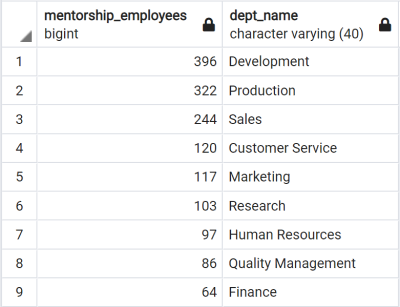 mentorship_employees dept_name
bigint character varying (40)
1 396 Development
2 322 Production
3 244 Sales
4 120 Customer Service
5 117 Marketing
6 103 Research
7 97 Human Resources
8 86 Quality Management
9 64 Finance